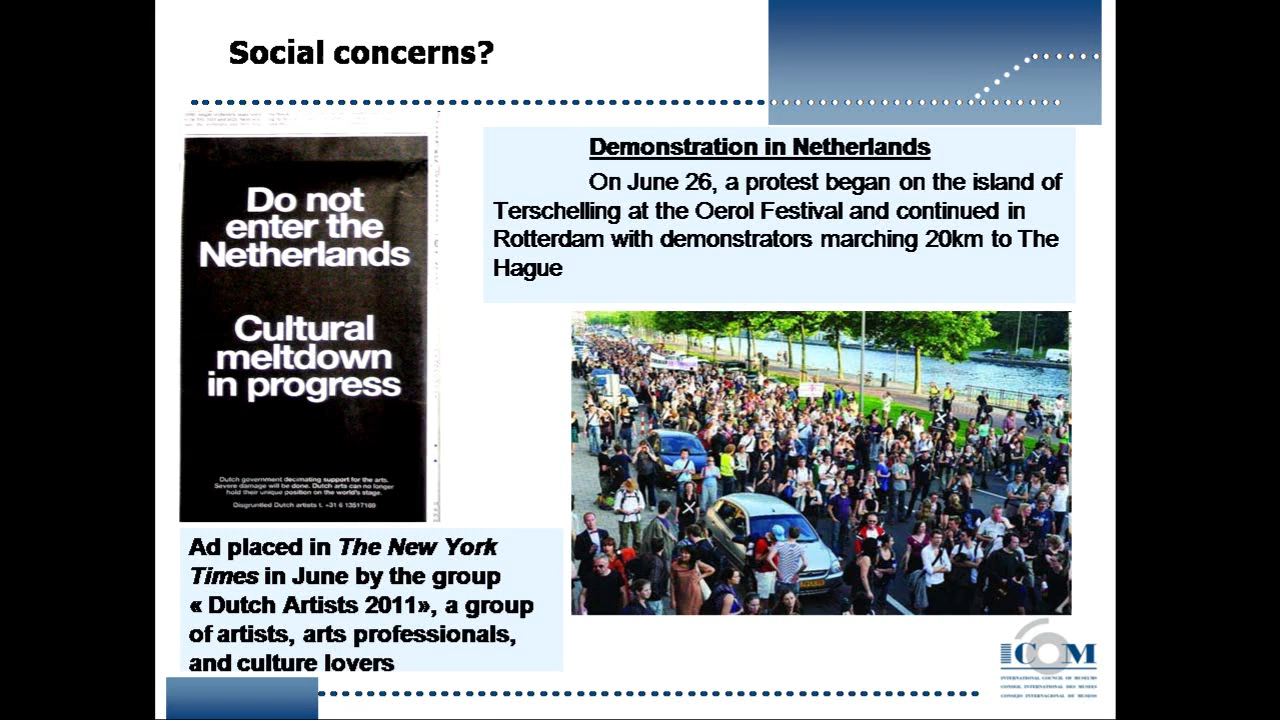 Social concerns?
Do not
enter the
Netherlands
Cultural
meltdown
in progress
Dutch government decimating support for the arts.
Severe damage will be done. Dutch arts can no longer
hold their unique position on the world's stage.
Disgruntled Dutch artists t. +31 6 13517169
Ad placed in The New York
Times in June by the group
« Dutch Artists 2011», a group
of artists, arts professionals,
and culture lovers
Demonstration in Netherlands
On June 26, a protest began on the island of
Terschelling at the Oerol Festival and continued in
Rotterdam with demonstrators marching 20km to The
Hague
ICOM
INTERNATIONAL COUNCIL OF MUSEUMS
CONSEIL INTERNATIONAL DES MUSÉES
CONSEJO INTERNACIONAL DE MUSEOS